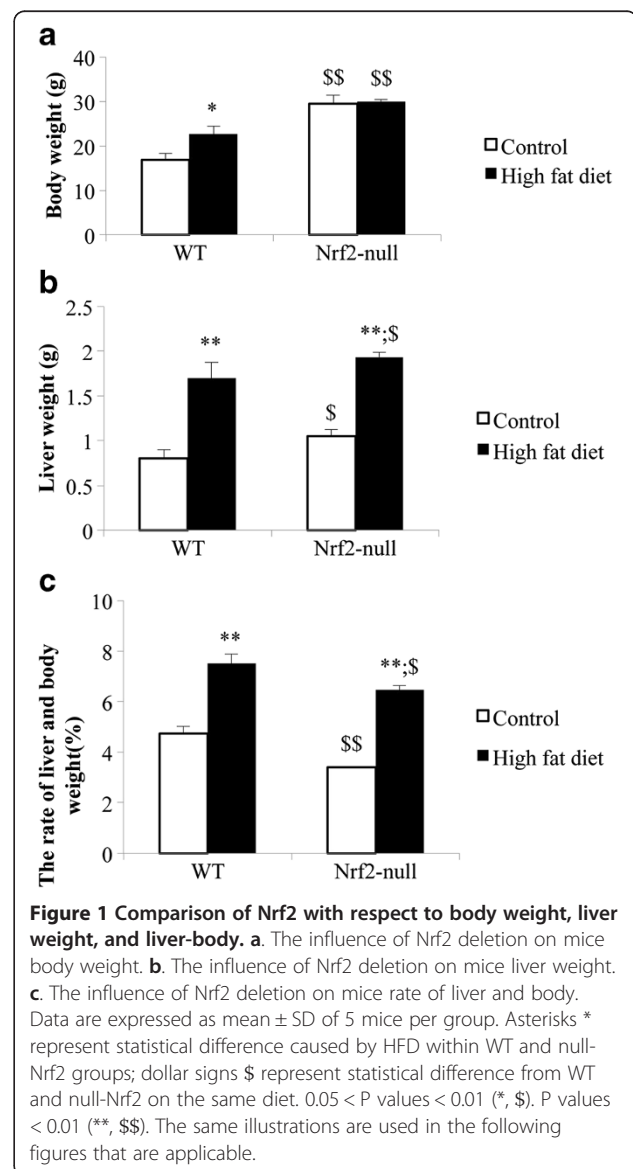 a
Body weight (g)
40
30
20
10
0
*
$$
$$
WT
Nrf2-null
Control
High fat diet
b
Liver weight (g)
2.5
2
1.5
1
0.5
0
**
$
**;$
WT
Nrf2-null
Control
High fat diet
c
The rate of liver and body
weight(%)
10
8
6
4
2
0
**
$$
**;$
WT
Nrf2-null
Control
High fat diet
Figure 1 Comparison of Nrf2 with respect to body weight, liver
weight, and liver-body. a. The influence of Nrf2 deletion on mice
body weight. b. The influence of Nrf2 deletion on mice liver weight.
c. The influence of Nrf2 deletion on mice rate of liver and body.
Data are expressed as mean ± SD of 5 mice per group. Asterisks *
represent statistical difference caused by HFD within WT and null-
Nrf2 groups; dollar signs $ represent statistical difference from WT
and null-Nrf2 on the same diet. 0.05 < P values < 0.01 (*, $). P values
< 0.01 (**, $$). The same illustrations are used in the following
figures that are applicable.